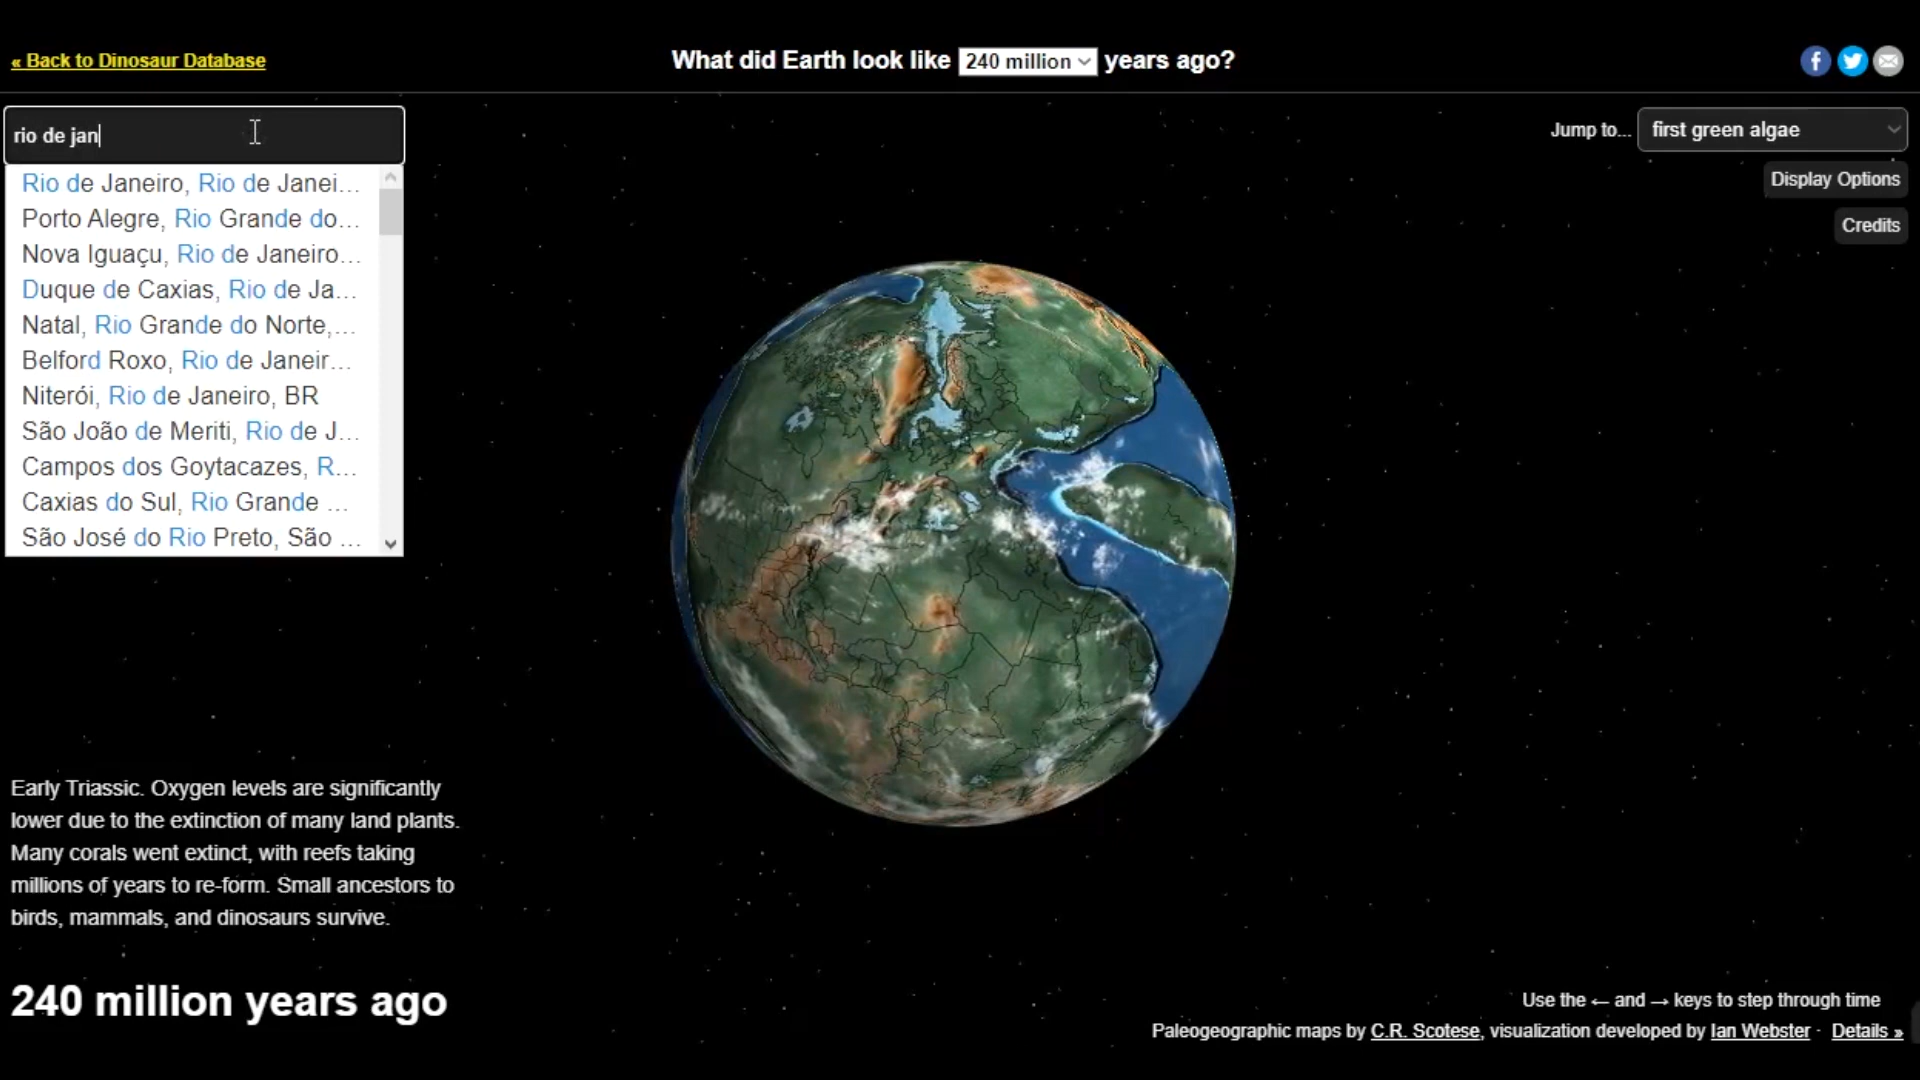 « Back to Dinosaur Database
What did Earth look like 240 million years ago?
rio de jan
Jump to... first green algae
Display Options
Credits
Rio de Janeiro, Rio de Janei...
Porto Alegre, Rio Grande do...
Nova Iguaçu, Rio de Janeiro...
Duque de Caxias, Rio de Ja...
Natal, Rio Grande do Norte,...
Belford Roxo, Rio de Janeir...
Niterói, Rio de Janeiro, BR
São João de Meriti, Rio de J...
Campos dos Goytacazes, R...
Caxias do Sul, Rio Grande ...
São José do Rio Preto, São ...
Early Triassic. Oxygen levels are significantly
lower due to the extinction of many land plants.
Many corals went extinct, with reefs taking
millions of years to re-form. Small ancestors to
birds, mammals, and dinosaurs survive.
240 million years ago
Use the ← and → keys to step through time
Paleogeographic maps by C.R. Scotese, visualization developed by Ian Webster · Details »